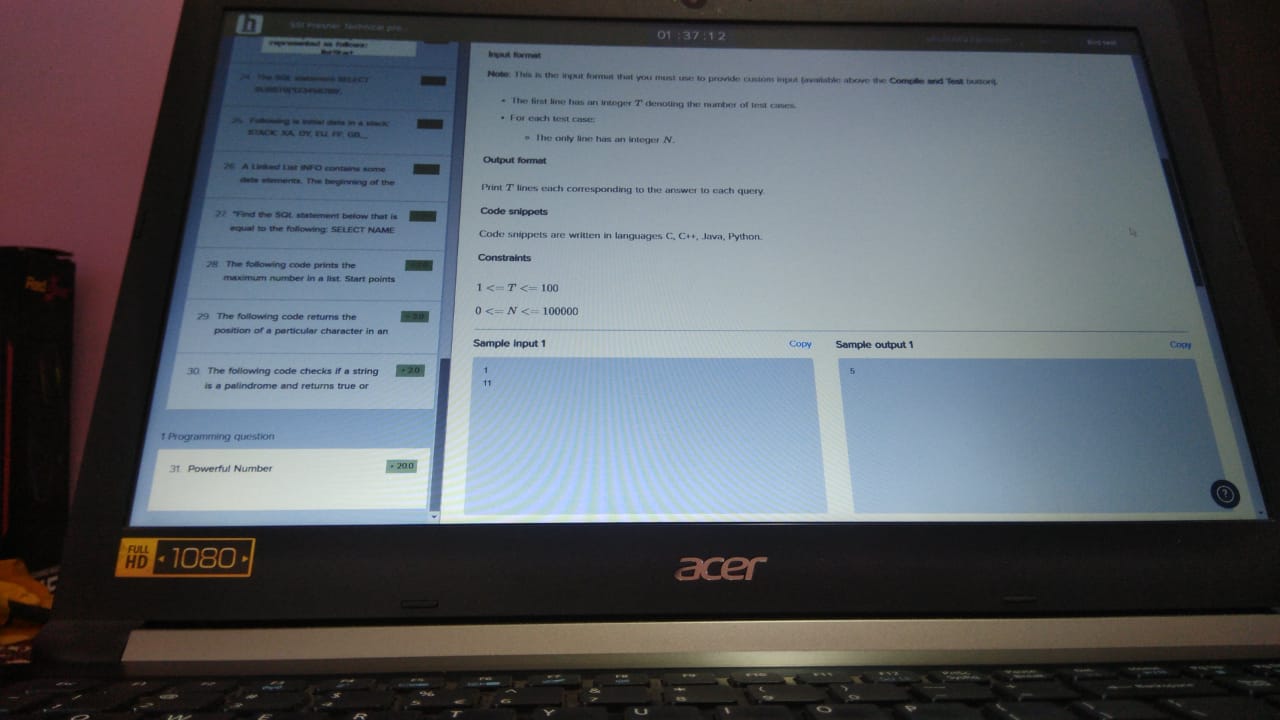 h
SSI Fresher Technical pro...
01:37:12
represented as follows:
24. The SQL statement SELECT
25. Following is initial data in a stack:
STACK: XA, DY, EU, FF, GG,...
26. A Linked List INFO contains some
data elements. The beginning of the
27. "Find the SQL statement below that is
equal to the following: SELECT NAME
28. The following code prints the
maximum number in a list. Start points
29. The following code returns the
position of a particular character in an
30. The following code checks if a string
is a palindrome and returns true or
+ 2.0
1 Programming question
31. Powerful Number
+ 20.0
Input format
Note: This is the input format that you must use to provide custom input (available above the Compile and Test button).
• The first line has an integer T denoting the number of test cases.
• For each test case:
The only line has an integer N.
Output format
Print T lines each corresponding to the answer to each query.
Code snippets
Code snippets are written in languages C, C++, Java, Python.
Constraints
1 <= T <= 100
0 <= N <= 100000
Sample input 1
Copy
1
11
Sample output 1
Copy
5
?
FULL HD 1080
acer